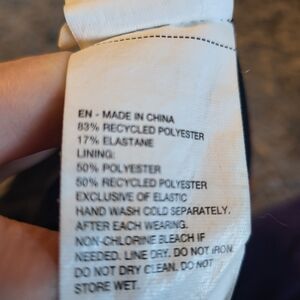 EN - MADE IN CHINA
83% RECYCLED POLYESTER
17% ELASTANE
LINING:
50% POLYESTER
50% RECYCLED POLYESTER
EXCLUSIVE OF ELASTIC
HAND WASH COLD SEPARATELY.
AFTER EACH WEARING.
NON-CHLORINE BLEACH IF
NEEDED. LINE DRY. DO NOT IRON.
DO NOT DRY CLEAN. DO NOT
STORE WET.